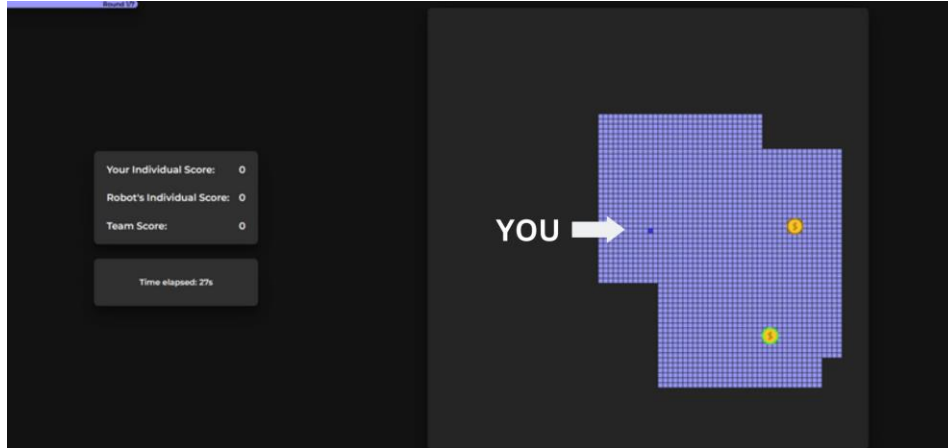 Round 1/7
Your Individual Score: 0
Robot's Individual Score: 0
Team Score: 0
Time elapsed: 27s
YOU